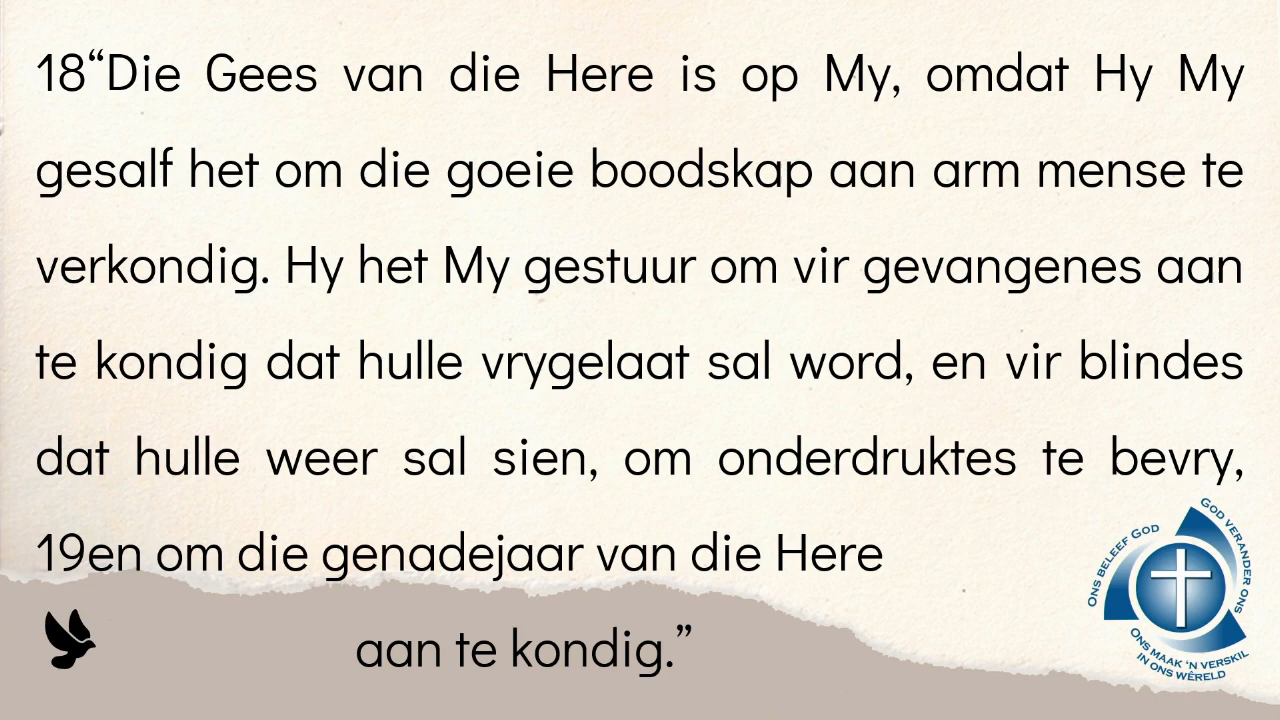 18“Die Gees van die Here is op My, omdat Hy My
gesalf het om die goeie boodskap aan arm mense te
verkondig. Hy het My gestuur om vir gevangenes aan
te kondig dat hulle vrygelaat sal word, en vir blindes
dat hulle weer sal sien, om onderdruktes te bevry,
19en om die genadejaar van die Here
aan te kondig.”
ONS BELEEF GOD
GOD VERANDER ONS
ONS MAAK 'N VERSKIL
IN ONS WÊRELD